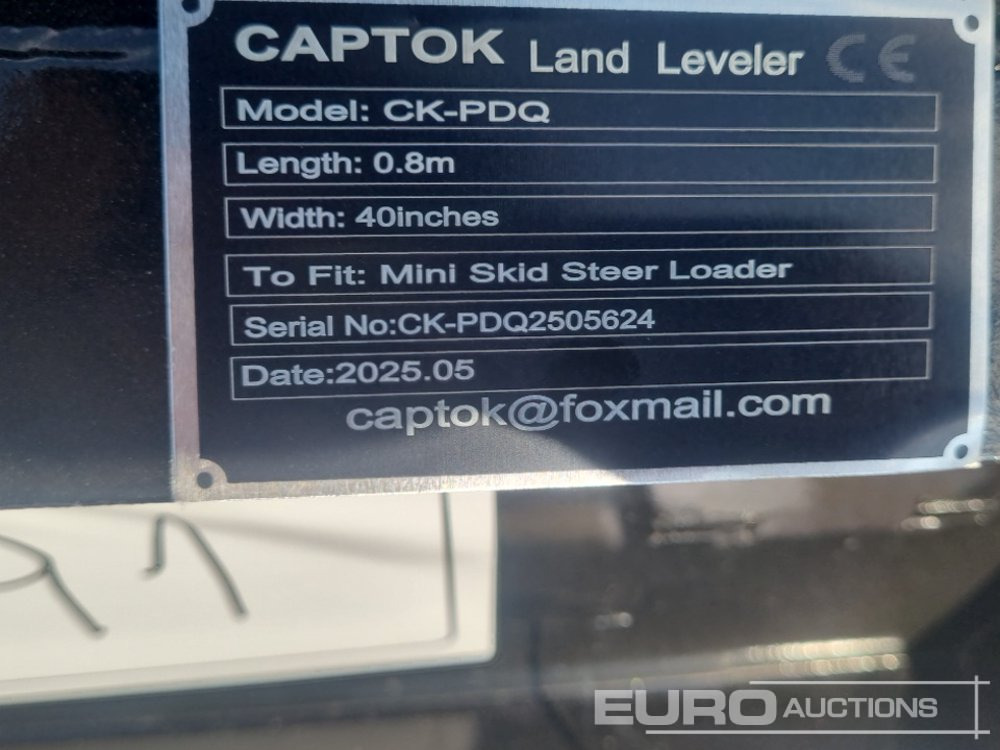 CAPTOK Land Leveler CE
Model: CK-PDQ
Length: 0.8m
Width: 40inches
To Fit: Mini Skid Steer Loader
Serial No:CK-PDQ2505624
Date:2025.05
captok@foxmail.com
EURO AUCTIONS